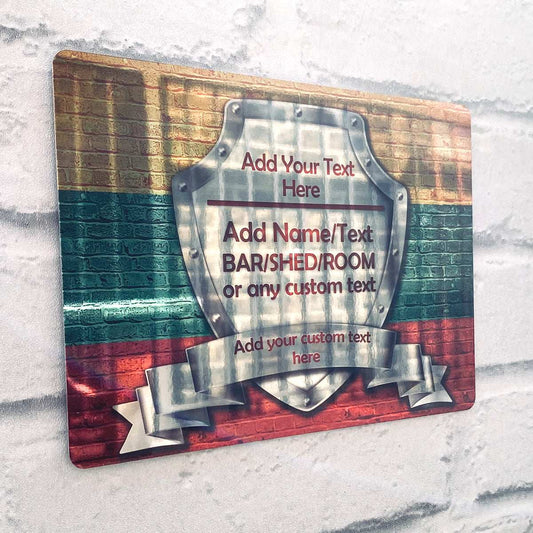 Add Your Text
Here
Add Name/Text
BAR/SHED/ROOM
or any custom text
Add your custom text
here